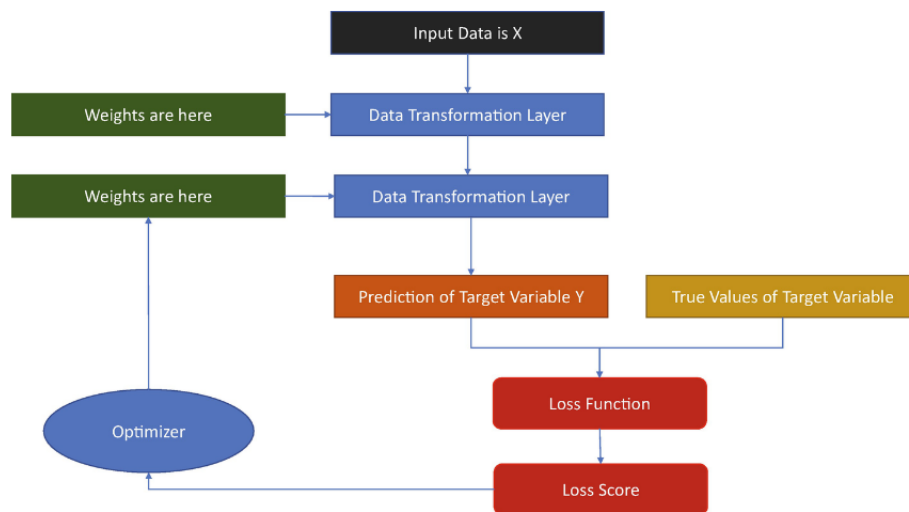 Input Data is X
Weights are here
Data Transformation Layer
Weights are here
Data Transformation Layer
Prediction of Target Variable Y
True Values of Target Variable
Loss Function
Optimizer
Loss Score